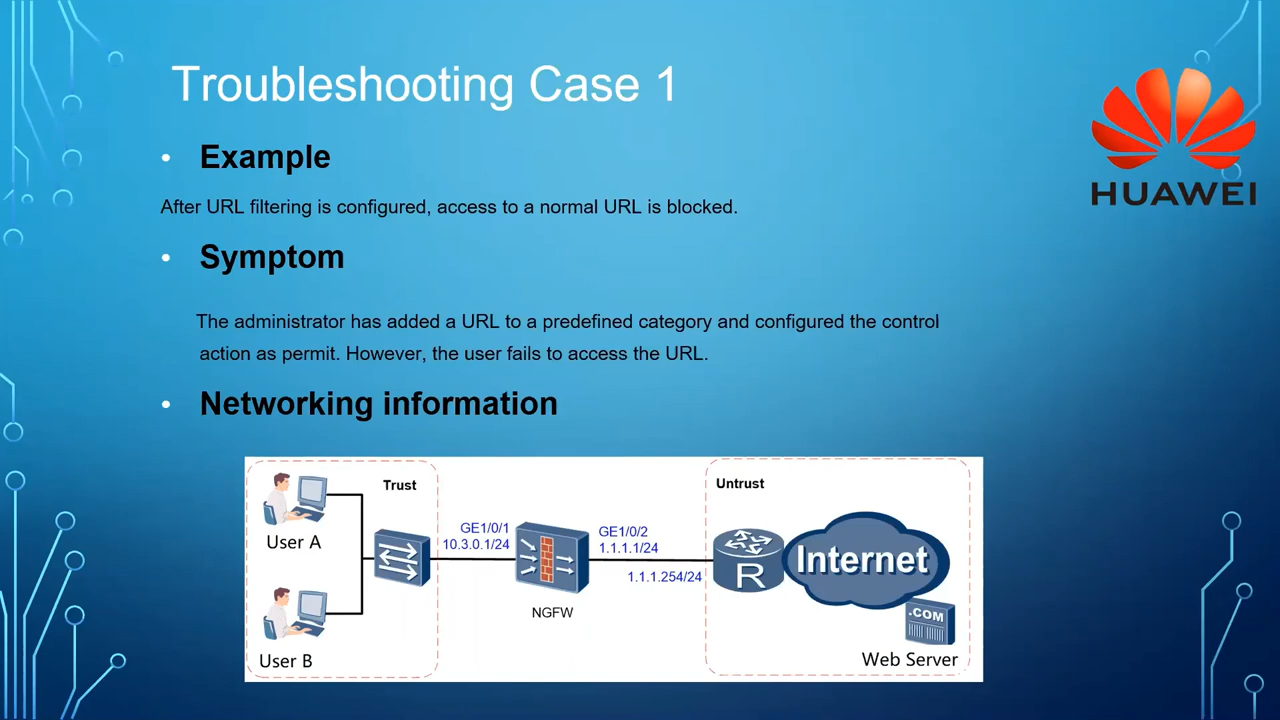 Troubleshooting Case 1
HUAWEI
• Example
After URL filtering is configured, access to a normal URL is blocked.
• Symptom
The administrator has added a URL to a predefined category and configured the control
action as permit. However, the user fails to access the URL.
• Networking information
Trust
Untrust
User A
GE1/0/1
10.3.0.1/24
GE1/0/2
1.1.1.1/24
1.1.1.254/24
R
Internet
NGFW
.COM
User B
Web Server